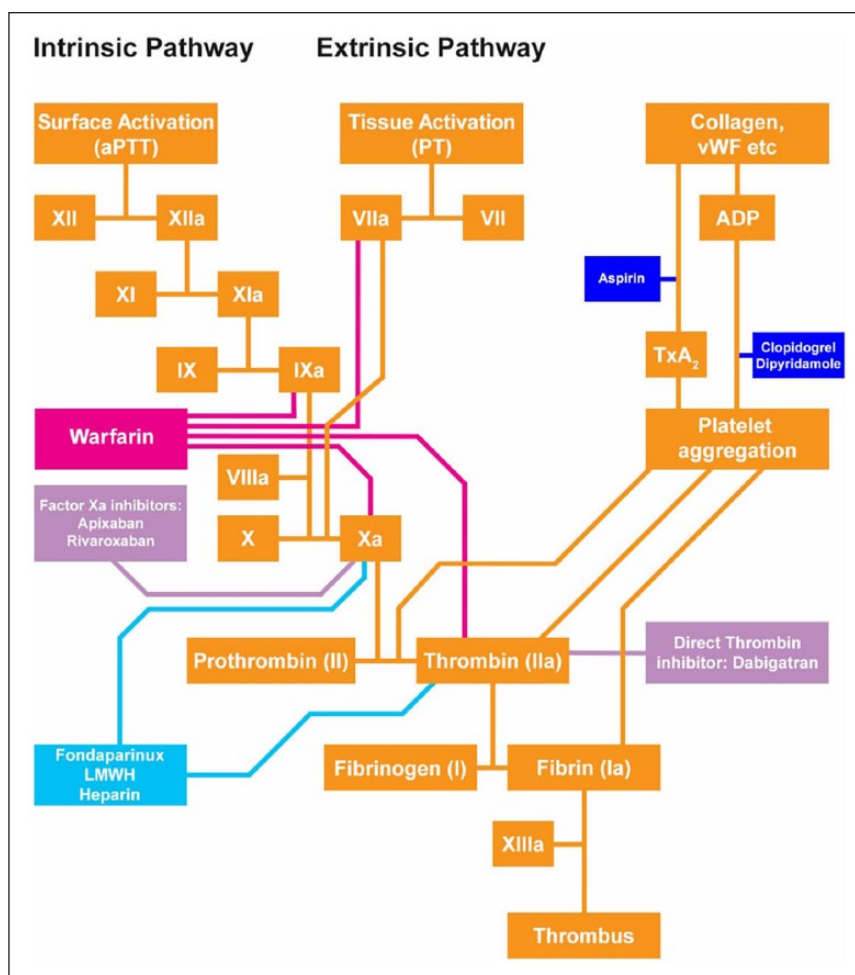 Intrinsic Pathway
Extrinsic Pathway
Surface Activation
(aPTT)
Tissue Activation
(PT)
Collagen,
vWF etc
XII
XIIa
VIIa
VII
ADP
XI
XIa
Aspirin
IX
IXa
TxA₂
Clopidogrel
Dipyridamole
Warfarin
Platelet
aggregation
VIIIa
Factor Xa inhibitors:
Apixaban
Rivaroxaban
X
Xa
Prothrombin (II)
Thrombin (IIa)
Direct Thrombin
inhibitor: Dabigatran
Fondaparinux
LMWH
Heparin
Fibrinogen (I)
Fibrin (Ia)
XIIIa
Thrombus